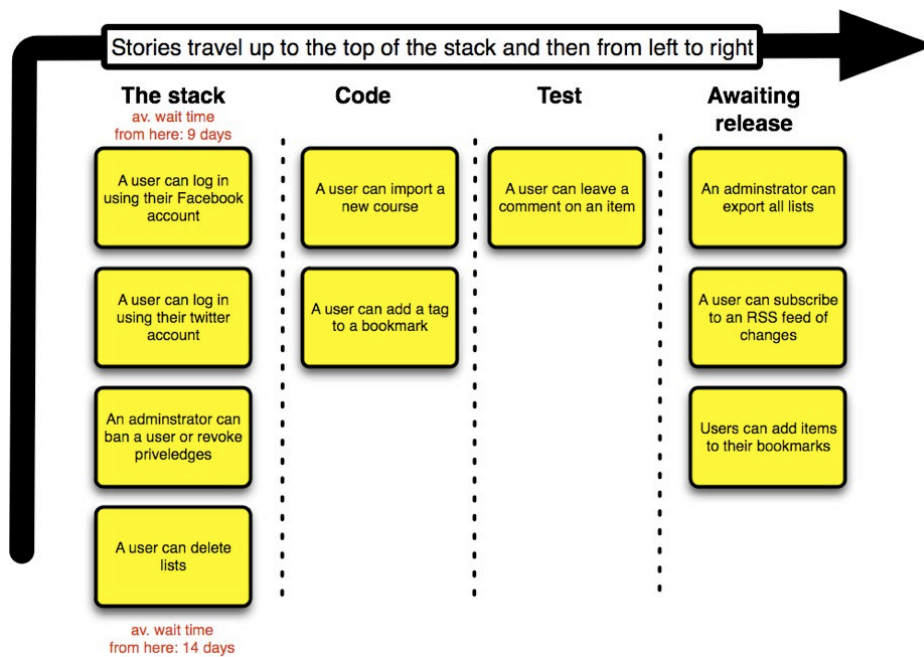 Stories travel up to the top of the stack and then from left to right
The stack
av. wait time
from here: 9 days
A user can log in
using their Facebook
account
A user can log in
using their twitter
account
An adminstrator can
ban a user or revoke
priveledges
A user can delete
lists
av. wait time
from here: 14 days
Code
A user can import a
new course
A user can add a tag
to a bookmark
Test
A user can leave a
comment on an item
Awaiting
release
An adminstrator can
export all lists
A user can subscribe
to an RSS feed of
changes
Users can add items
to their bookmarks